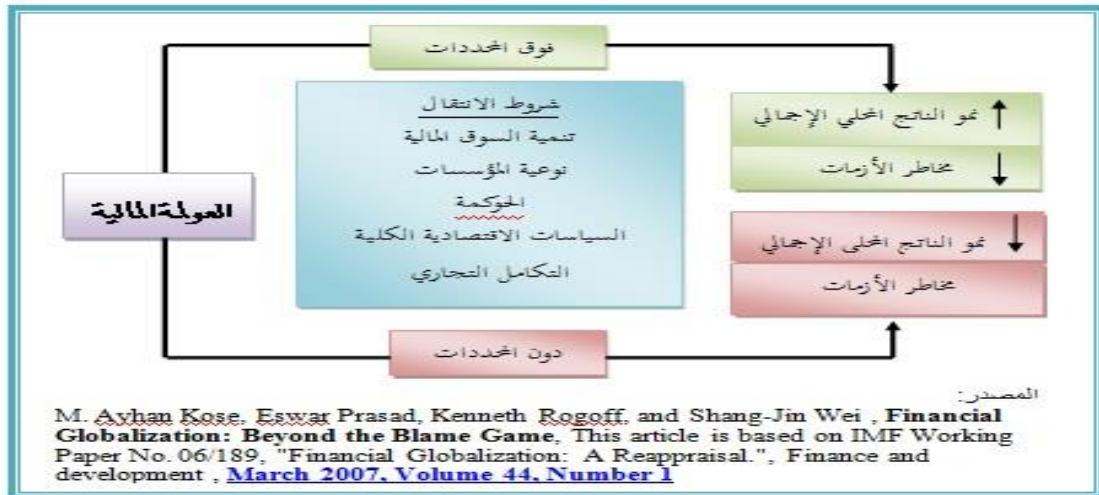 فوق المحددات
شروط الانتقال
تنمية السوق المالية
نوعية المؤسسات
الحوكمة
السياسات الاقتصادية الكلية
التكامل التجاري
نمو الناتج المحلي الإجمالي
مخاطر الأزمات
العولمة المالية
نمو الناتج المحلي الإجمالي
مخاطر الأزمات
دون المحددات
المصدر:
M. Ayhan Kose, Eswar Prasad, Kenneth Rogoff, and Shang-Jin Wei , Financial
Globalization: Beyond the Blame Game, This article is based on IMF Working
Paper No. 06/189, "Financial Globalization: A Reappraisal.", Finance and
development , March 2007, Volume 44, Number 1